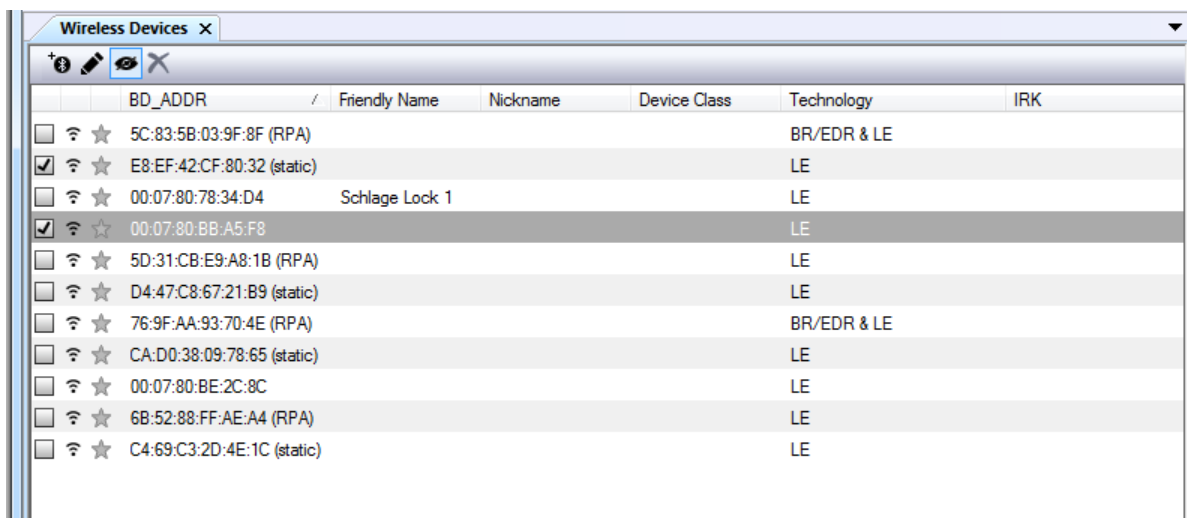 Wireless Devices X
BD_ADDR / Friendly Name Nickname Device Class Technology IRK
5C:83:5B:03:9F:8F (RPA) BR/EDR & LE
E8:EF:42:CF:80:32 (static) LE
00:07:80:78:34:D4 Schlage Lock 1 LE
00:07:80:BB:A5:F8 LE
5D:31:CB:E9:A8:1B (RPA) LE
D4:47:C8:67:21:B9 (static) LE
76:9F:AA:93:70:4E (RPA) BR/EDR & LE
CA:D0:38:09:78:65 (static) LE
00:07:80:BE:2C:8C LE
6B:52:88:FF:AE:A4 (RPA) LE
C4:69:C3:2D:4E:1C (static) LE